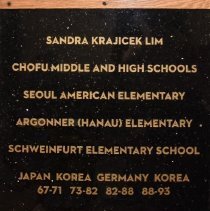 SANDRA KRAJICEK LIM
CHOFU MIDDLE AND HIGH SCHOOLS
SEOUL AMERICAN ELEMENTARY
ARGONNER (HANAU) ELEMENTARY
SCHWEINFURT ELEMENTARY SCHOOL
JAPAN KOREA GERMANY KOREA
67-71 73-82 82-88 88-93